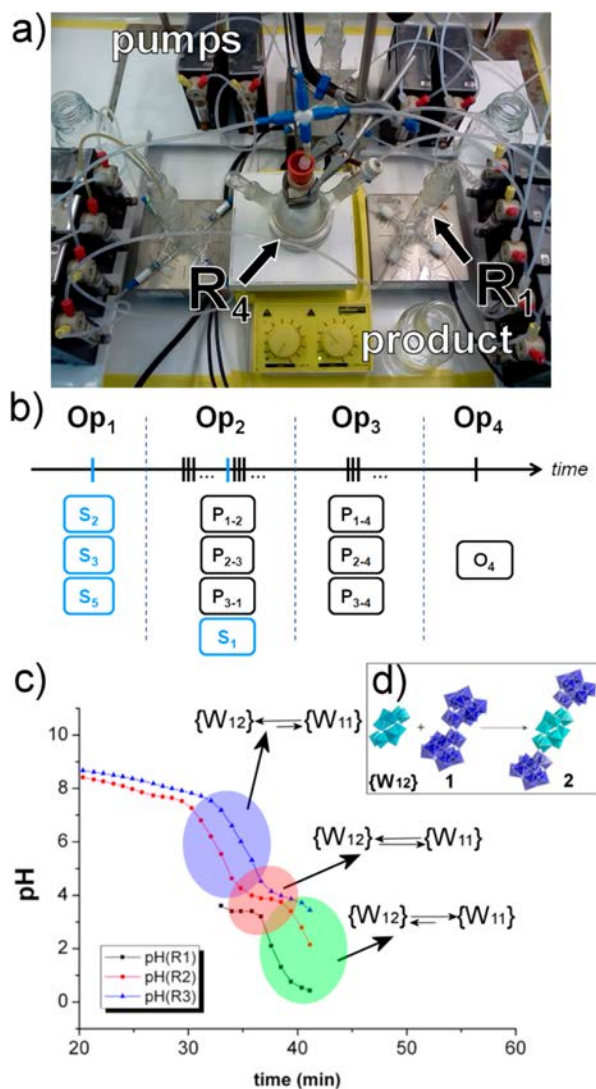 a)
pumps
R4
R1
product
b)
Op1 Op2 Op3 Op4
time
S2 P1-2 P1-4
S3 P2-3 P2-4 O4
S5 P3-1 P3-4
S1
... ... ...
c)
d)
{W12} + 1 2
{W12} {W11}
{W12} {W11}
{W12} {W11}
pH
10
8
6
4
2
0
pH(R1)
pH(R2)
pH(R3)
20 30 40 50 60
time (min)